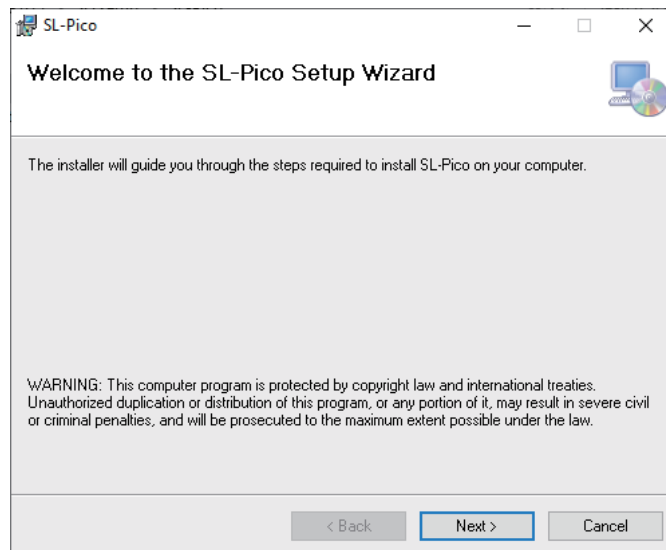 SL-Pico
Welcome to the SL-Pico Setup Wizard
The installer will guide you through the steps required to install SL-Pico on your computer.
WARNING: This computer program is protected by copyright law and international treaties.
Unauthorized duplication or distribution of this program, or any portion of it, may result in severe civil
or criminal penalties, and will be prosecuted to the maximum extent possible under the law.
< Back
Next >
Cancel